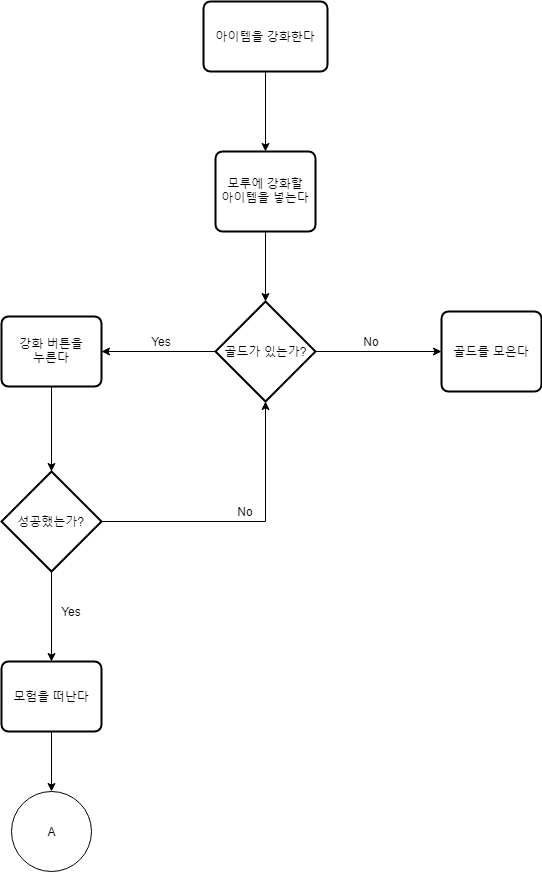 아이템을 강화한다
모루에 강화할
아이템을 넣는다
강화 버튼을
누른다
Yes
골드가 있는가?
No
골드를 모은다
성공했는가?
No
Yes
모험을 떠난다
A